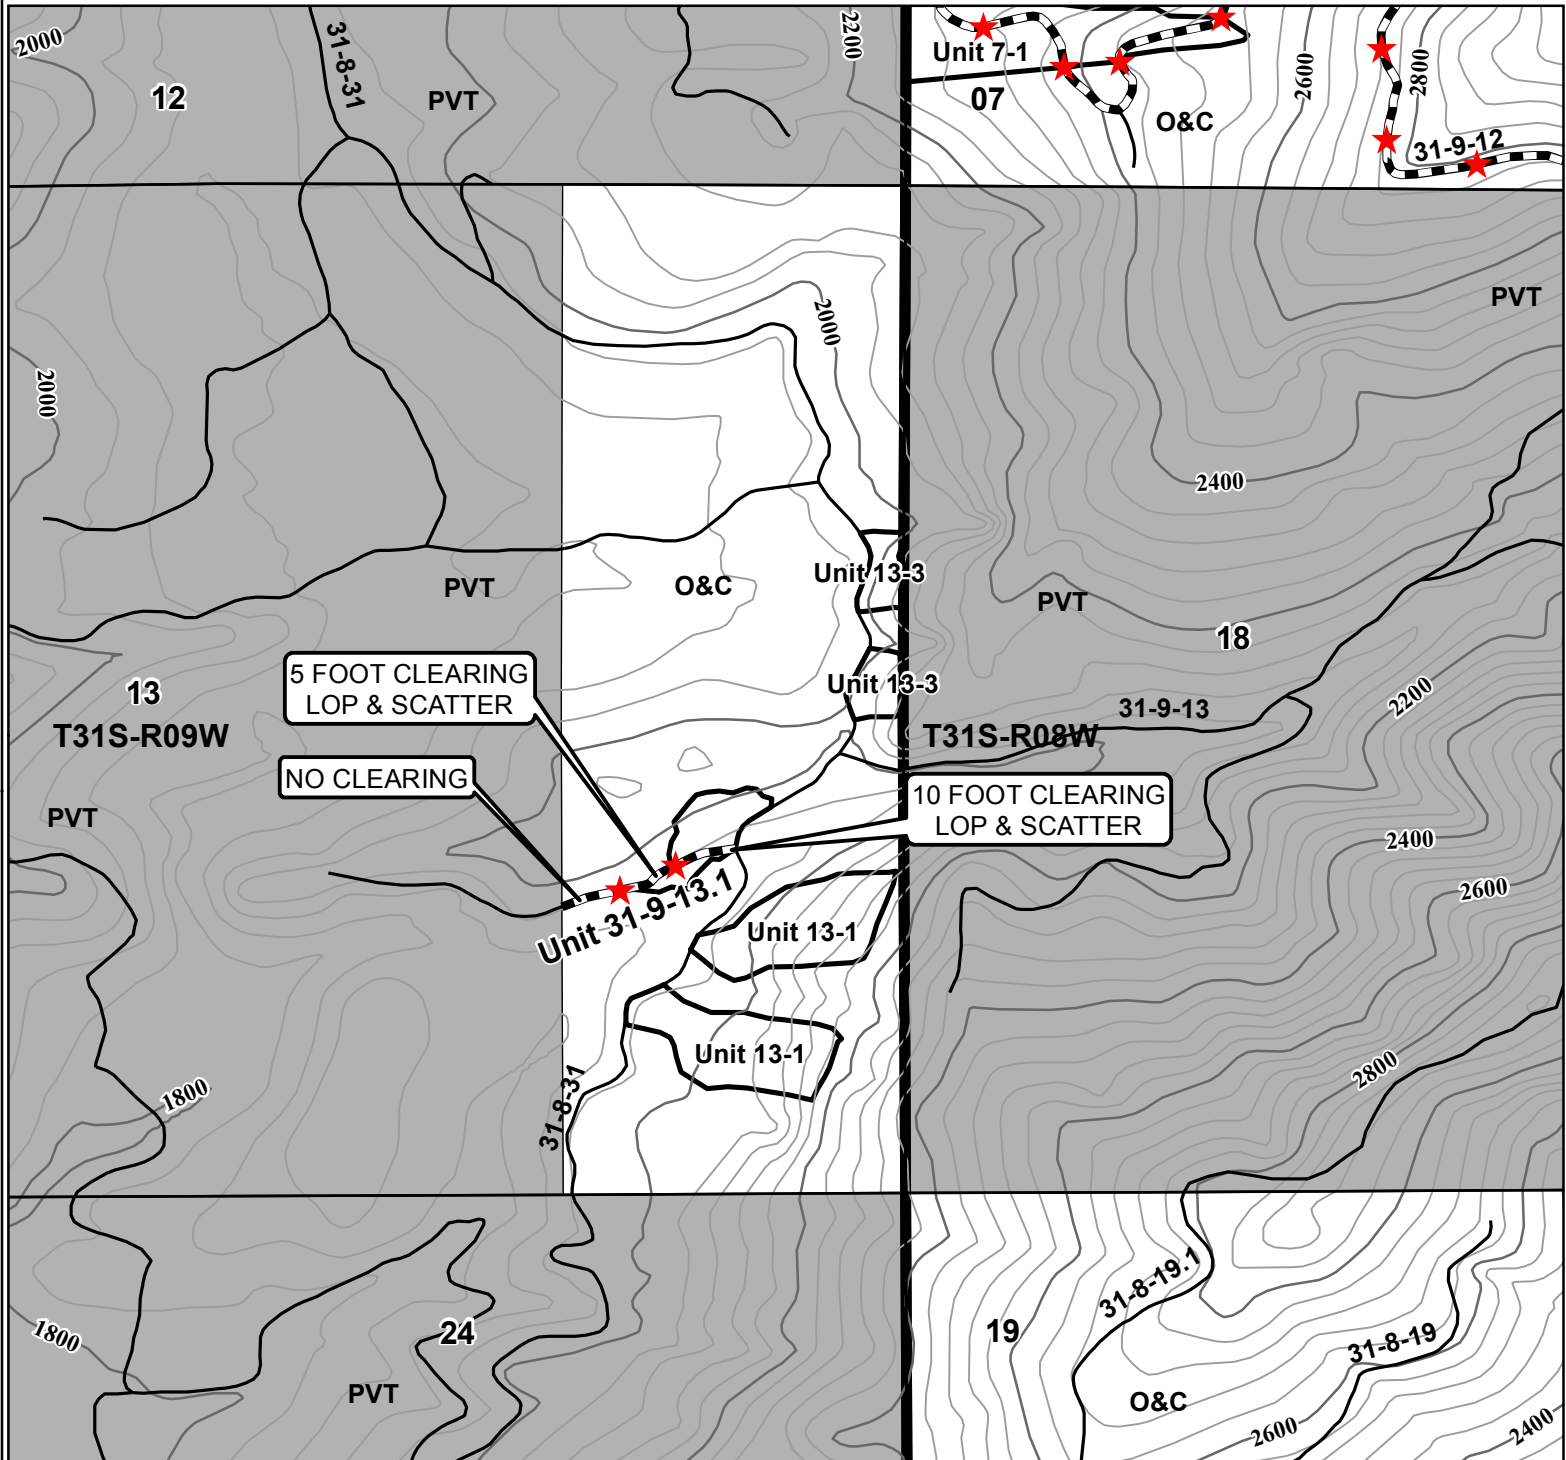 2000
31-8-31
2200
Unit 7-1
07
2600
2800
12
PVT
O&C
31-9-12
2000
PVT
2000
2400
Unit 13-3
PVT
O&C
PVT
18
5 FOOT CLEARING
LOP & SCATTER
Unit 13-3
13
2200
31-9-13
T31S-R09W
T31S-R08W
NO CLEARING
10 FOOT CLEARING
LOP & SCATTER
PVT
2400
2600
Unit 31-9-13.1
Unit 13-1
Unit 13-1
2800
1800
31-8-31
31-8-19.1
1800
24
19
31-8-19
PVT
O&C
2600
2400